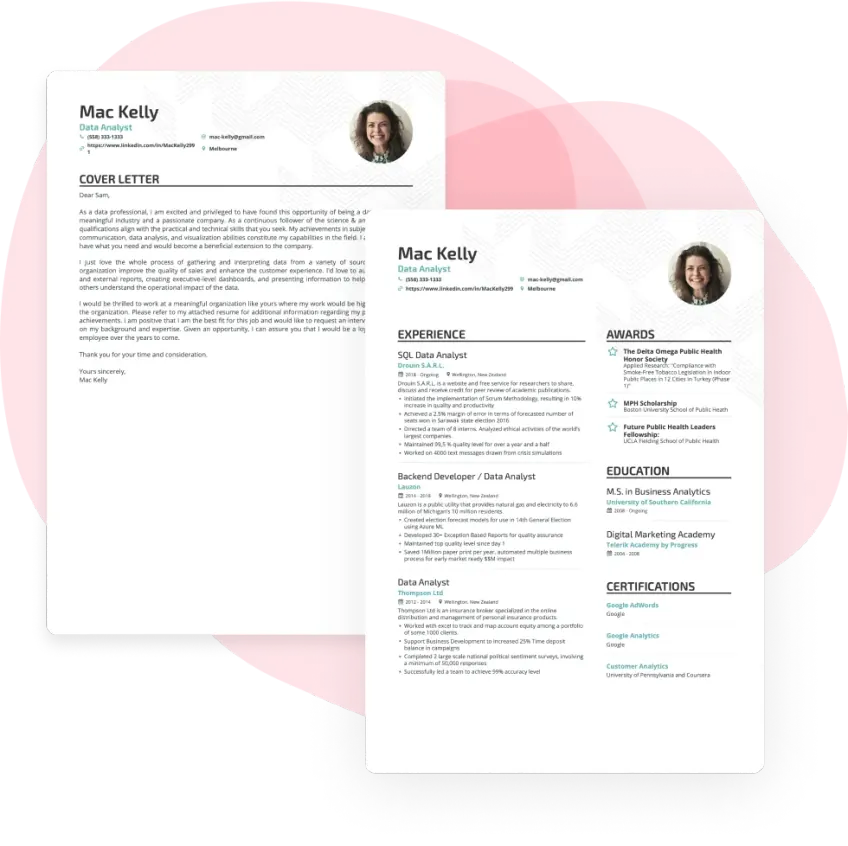 Mac Kelly
Data Analyst
(558) 333-1333
mac-kelly@gmail.com
https://www.linkedin.com/in/MacKelly299
1
Melbourne
COVER LETTER
Dear Sam,
As a data professional, i am excited and privileged to have found this opportunity of being a da
meaningful industry and a passionate company. As a continuous follower of the science & an
qualifications align with the practical and technical skills that you seek. My achievements in subje
communication, data analysis, and visualization abilities constitute my capabilities in the field. I a
have what you need and would become a beneficial extension to the company.
I just love the whole process of gathering and interpreting data from a variety of sour
organization improve the quality of sales and enhance the customer experience. I'd love to au
and external reports, creating executive-level dashboards, and presenting information to help
others understand the operational impact of the data.
I would be thrilled to work at a meaningful organization like yours where my work would be hig
the organization. Please refer to my attached resume for additional information regarding my p
achievements. I am positive that I am the best fit for this job and would like to request an inter
on my background and expertise. Given an opportunity, I can assure you that I would be a lo
employee over the years to come.
Thank you for your time and consideration.
Yours sincerely,
Mac Kelly
Mac Kelly
Data Analyst
(558) 333-1333
mac-kelly@gmail.com
https://www.linkedin.com/in/MacKelly299
Melbourne
EXPERIENCE
SQL Data Analyst
Drouin S.A.R.L.
2018 - Ongoing Wellington, New Zealand
Drouin S.A.R.L. is a website and free service for researchers to share,
discuss and receive credit for peer review of academic publications.
• Initiated the implementation of Scrum Methodology, resulting in 10%
increase in quality and productivity
• Achieved a 2.5% margin of error in terms of forecasted number of
seats won in Sarawak state election 2018
• Directed a team of 8 interns. Analyzed ethical activities of the world's
largest companies.
• Maintained 99,5 % quality level for over a year and a half
• Worked on 4000 text messages drawn from crisis simulations
Backend Developer / Data Analyst
Lauzon
2014 - 2018 Wellington, New Zealand
Lauzon is a public utility that provides natural gas and electricity to 6.6
million of Michigan's 10 million residents.
• Created election forecast models for use in 14th General Election
using Azure ML
• Developed 30+ Exception Based Reports for quality assurance
• Maintained top quality level since day 1
• Saved 1Million paper print per year, automated multiple business
process for early market ready $$M impact
Data Analyst
Thompson Ltd
2012 - 2014 Wellington, New Zealand
Thompson Ltd is an insurance broker specialized in the online
distribution and management of personal insurance products.
• Worked with excel to track and map account equity among a portfolio
of some 1000 clients.
• Support Business Development to increased 25% Time deposit
balance in campaigns
• Completed 2 large scale national political sentiment surveys, involving
a minimum of 50,000 responses
• Successfully led a team to achieve 99% accuracy level
AWARDS
The Delta Omega Public Health
Honor Society
Applied Research: "Compliance with
Smoke-Free Tobacco Legislation in Indoor
Public Places in 12 Cities in Turkey (Phase
1)"
MPH Scholarship
Boston University School of Public Heath
Future Public Health Leaders
Fellowship:
UCLA Fielding School of Public Health
EDUCATION
M.S. in Business Analytics
University of Southern California
2008 - Ongoing
Digital Marketing Academy
Telerik Academy by Progress
2004 - 2008
CERTIFICATIONS
Google AdWords
Google
Google Analytics
Google
Customer Analytics
University of Pennsylvania and Coursera